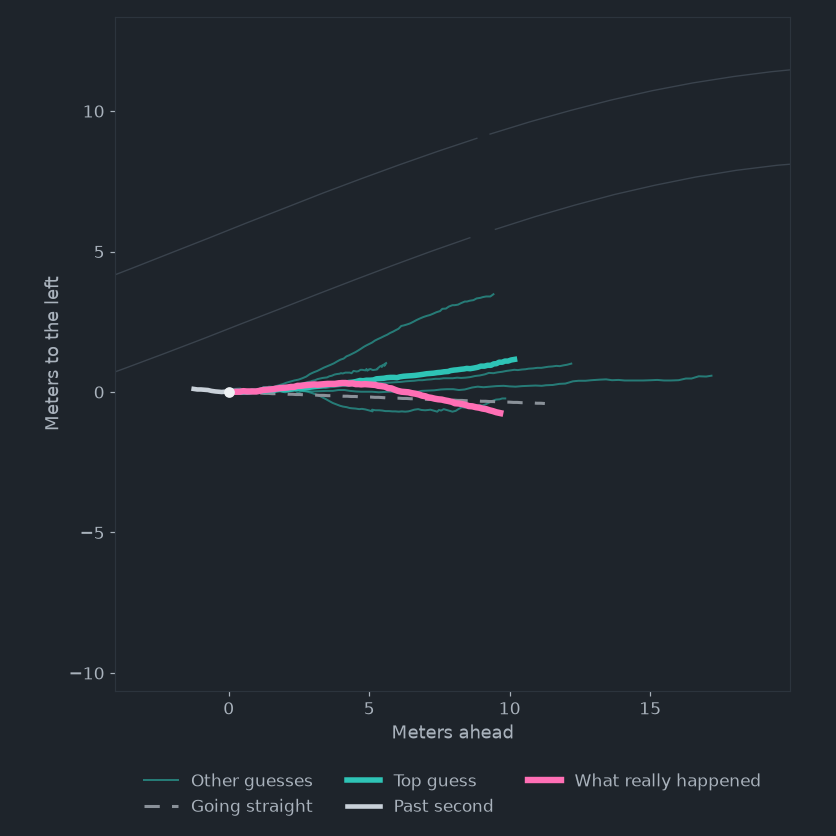 10
5
0
−5
−10
Meters to the left
0
5
10
15
Meters ahead
Other guesses
Top guess
What really happened
Going straight
Past second